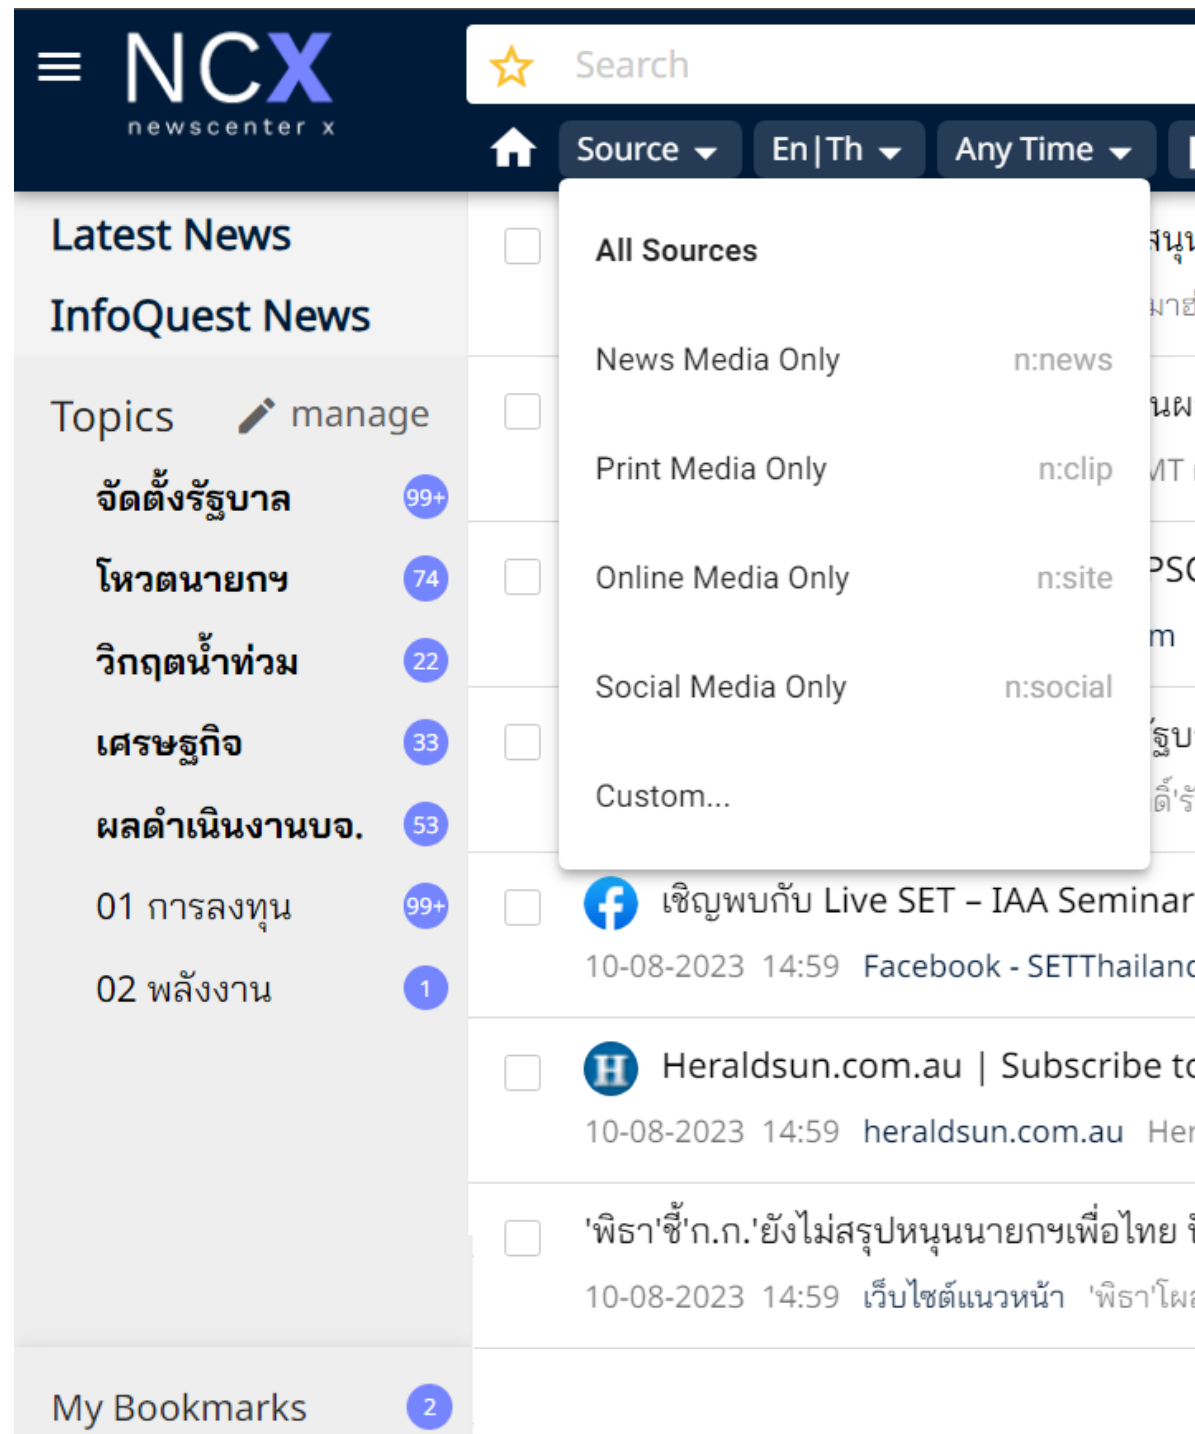 NCX
newscenter x
Search
Source
En|Th
Any Time
Latest News
InfoQuest News
Topics
manage
จัดตั้งรัฐบาล 99+
โหวตนายกฯ 74
วิกฤตน้ำท่วม 22
เศรษฐกิจ 33
ผลดำเนินงานบจ. 53
01 การลงทุน 99+
02 พลังงาน 1
My Bookmarks 2
All Sources
News Media Only n:news
Print Media Only n:clip
Online Media Only n:site
Social Media Only n:social
Custom...
เชิญพบกับ Live SET – IAA Seminar
10-08-2023 14:59 Facebook - SETThailand
Heraldsun.com.au | Subscribe to
10-08-2023 14:59 heraldsun.com.au Her
'พิธา'ชี้'ก.ก.'ยังไม่สรุปหนุนนายกฯเพื่อไทย
10-08-2023 14:59 เว็บไซต์แนวหน้า 'พิธา'โผ